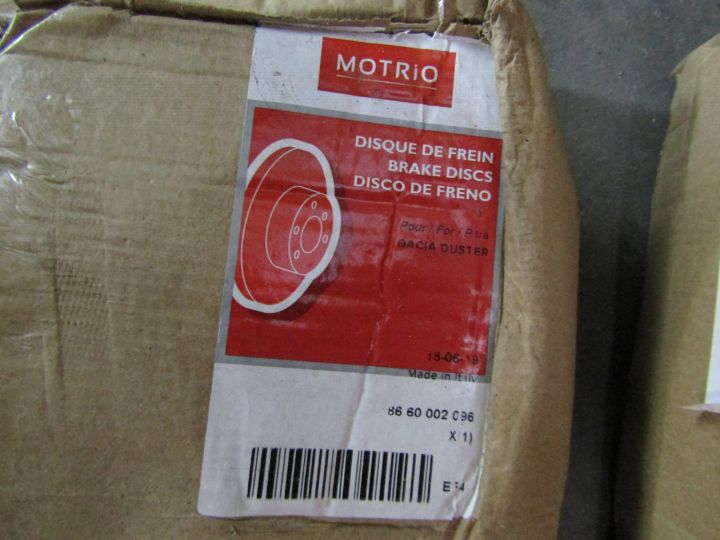 MOTRiO
DISQUE DE FREIN
BRAKE DISCS
DISCO DE FRENO
Pour / For / Para
DACIA DUSTER
18-06-19
Made in
86 60 002 096
X(1)